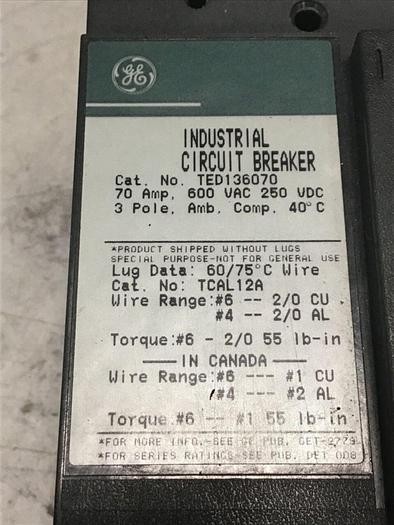 GE
INDUSTRIAL
CIRCUIT BREAKER
Cat. No. TED136070
70 Amp, 600 VAC 250 VDC
3 Pole, Amb. Comp. 40°C
*PRODUCT SHIPPED WITHOUT LUGS
SPECIAL PURPOSE-NOT FOR GENERAL USE
Lug Data: 60/75°C Wire
Cat. No: TCAL12A
Wire Range:#6 -- 2/0 CU
#4 -- 2/0 AL
Torque:#6 - 2/0 55 lb-in
IN CANADA
Wire Range:#6 --- #1 CU
#4 --- #2 AL
Torque:#6 -- #1 55 lb-in
*FOR MORE INFO.-SEE GE PUB. GET-2779
*FOR SERIES RATINGS-SEE PUB. DET 008